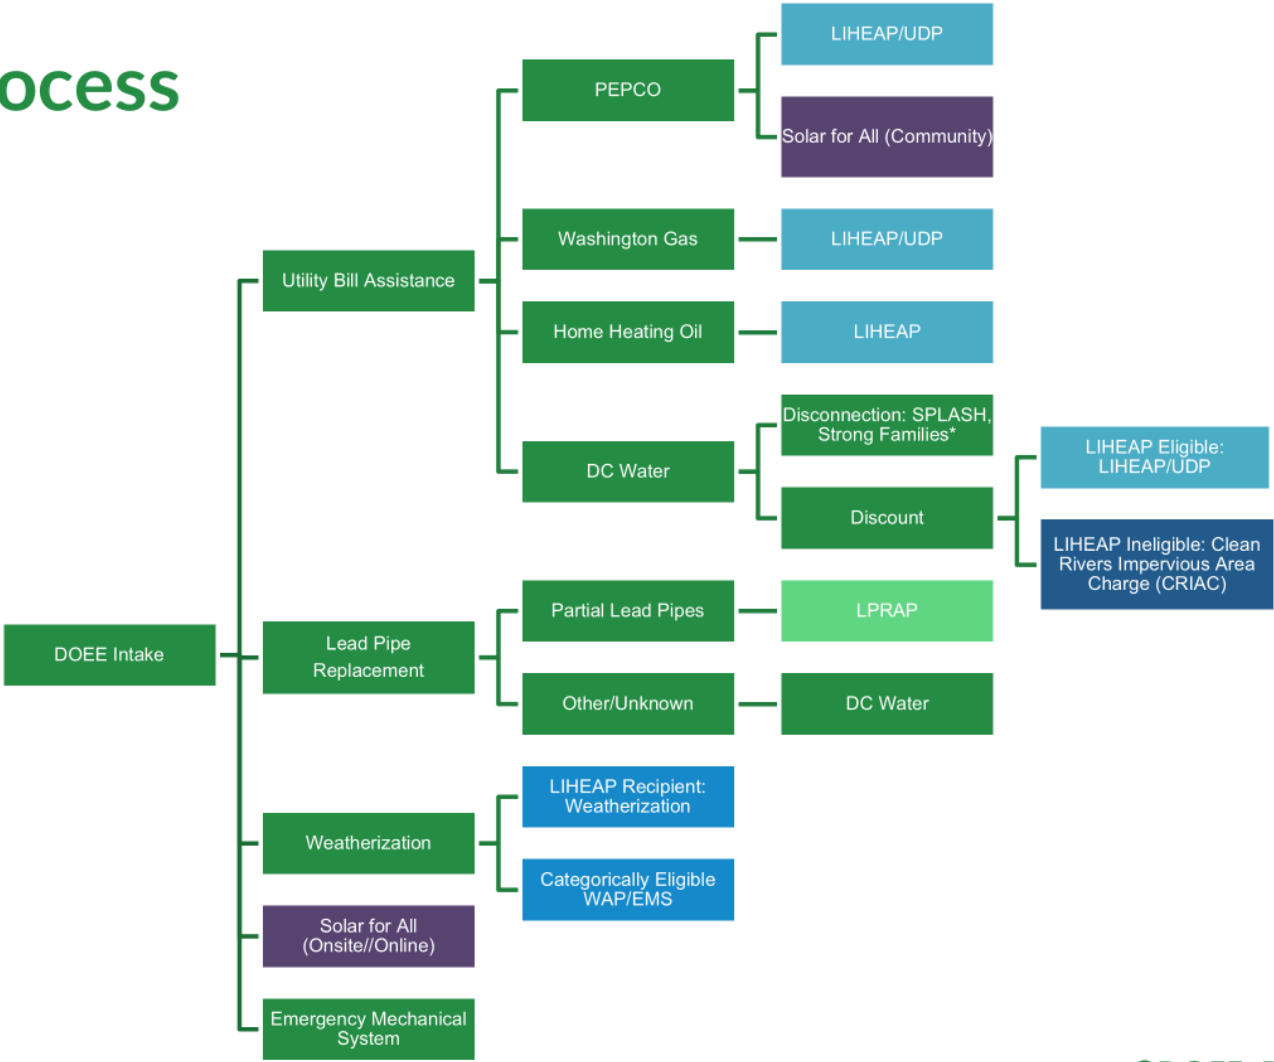 ocess
LIHEAP/UDP
PEPCO
Solar for All (Community)
Washington Gas
LIHEAP/UDP
Utility Bill Assistance
Home Heating Oil
LIHEAP
Disconnection: SPLASH,
Strong Families*
DC Water
Discount
LIHEAP Eligible:
LIHEAP/UDP
LIHEAP Ineligible: Clean
Rivers Impervious Area
Charge (CRIAC)
DOEE Intake
Lead Pipe
Replacement
Partial Lead Pipes
LPRAP
Other/Unknown
DC Water
Weatherization
LIHEAP Recipient:
Weatherization
Categorically Eligible
WAP/EMS
Solar for All
(Onsite//Online)
Emergency Mechanical
System